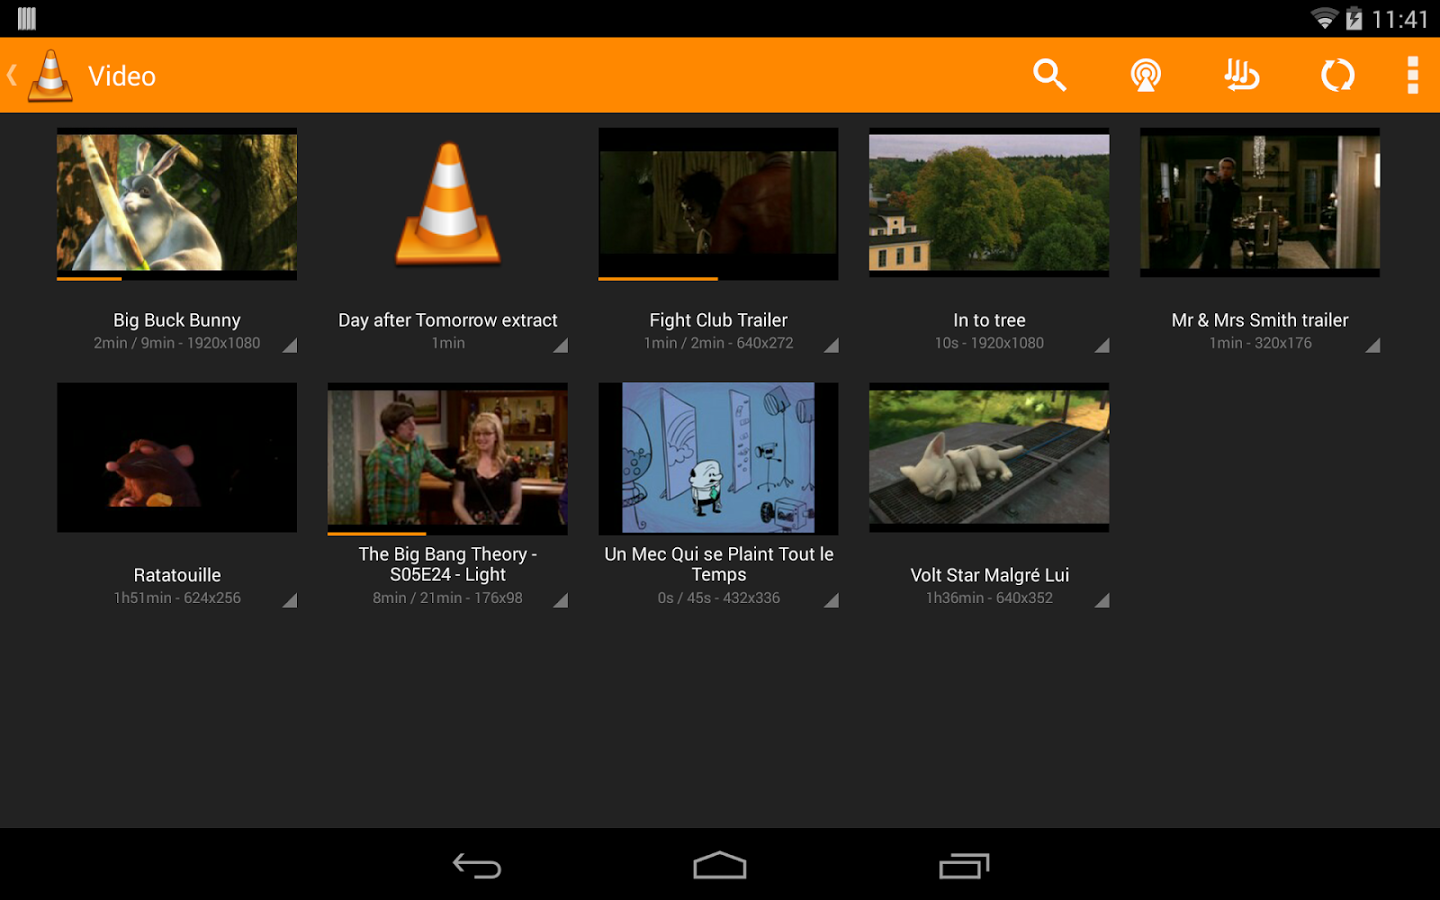 11:41
Video
Big Buck Bunny
2min / 9min - 1920x1080
Day after Tomorrow extract
1min
Fight Club Trailer
1min / 2min - 640x272
In to tree
10s - 1920x1080
Mr & Mrs Smith trailer
1min - 320x176
Ratatouille
1h51min - 624x256
The Big Bang Theory -
S05E24 - Light
8min / 21min - 176x98
Un Mec Qui se Plaint Tout le
Temps
0s / 45s - 432x336
Volt Star Malgré Lui
1h36min - 640x352